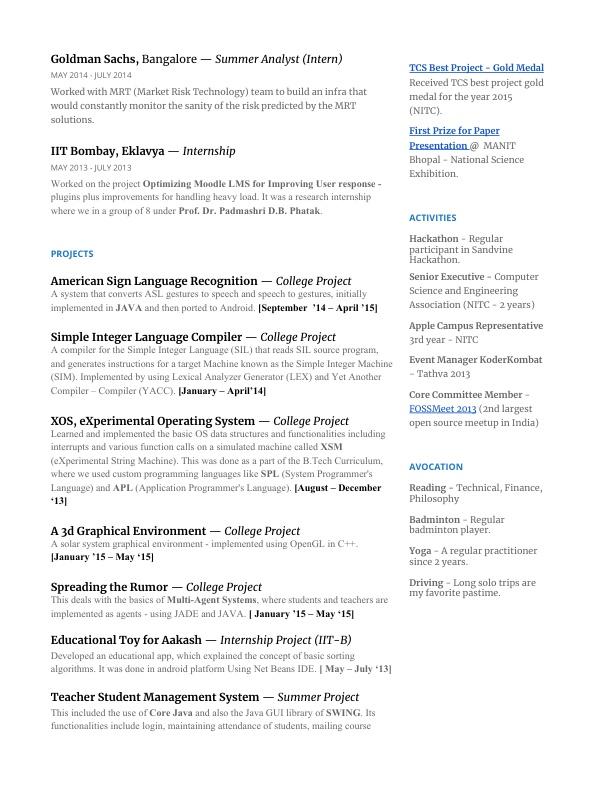 Goldman Sachs, Bangalore — Summer Analyst (Intern)
MAY 2014 - JULY 2014
Worked with MRT (Market Risk Technology) team to build an infra that
would constantly monitor the sanity of the risk predicted by the MRT
solutions.
IIT Bombay, Eklavya — Internship
MAY 2013 - JULY 2013
Worked on the project Optimizing Moodle LMS for Improving User response -
plugins plus improvements for handling heavy load. It was a research internship
where we in a group of 8 under Prof. Dr. Padmashri D.B. Phatak.
PROJECTS
American Sign Language Recognition — College Project
A system that converts ASL gestures to speech and speech to gestures, initially
implemented in JAVA and then ported to Android. [September '14 – April '15]
Simple Integer Language Compiler — College Project
A compiler for the Simple Integer Language (SIL) that reads SIL source program,
and generates instructions for a target Machine known as the Simple Integer Machine
(SIM). Implemented by using Lexical Analyzer Generator (LEX) and Yet Another
Compiler – Compiler (YACC). [January – April'14]
XOS, eXperimental Operating System — College Project
Learned and implemented the basic OS data structures and functionalities including
interrupts and various function calls on a simulated machine called XSM
(eXperimental String Machine). This was done as a part of the B.Tech Curriculum,
where we used custom programming languages like SPL (System Programmer's
Language) and APL (Application Programmer's Language). [August – December
'13]
A 3d Graphical Environment — College Project
A solar system graphical environment - implemented using OpenGL in C++.
[January '15 – May '15]
Spreading the Rumor — College Project
This deals with the basics of Multi-Agent Systems, where students and teachers are
implemented as agents - using JADE and JAVA. [ January '15 – May '15]
Educational Toy for Aakash — Internship Project (IIT-B)
Developed an educational app, which explained the concept of basic sorting
algorithms. It was done in android platform Using Net Beans IDE. [ May – July '13]
Teacher Student Management System — Summer Project
This included the use of Core Java and also the Java GUI library of SWING. Its
functionalities include login, maintaining attendance of students, mailing course
TCS Best Project - Gold Medal
Received TCS best project gold
medal for the year 2015
(NITC).
First Prize for Paper
Presentation @ MANIT
Bhopal - National Science
Exhibition.
ACTIVITIES
Hackathon - Regular
participant in Sandvine
Hackathon.
Senior Executive - Computer
Science and Engineering
Association (NITC - 2 years)
Apple Campus Representative
3rd year - NITC
Event Manager KoderKombat
- Tathva 2013
Core Committee Member -
FOSSMeet 2013 (2nd largest
open source meetup in India)
AVOCATION
Reading - Technical, Finance,
Philosophy
Badminton - Regular
badminton player.
Yoga - A regular practitioner
since 2 years.
Driving - Long solo trips are
my favorite pastime.